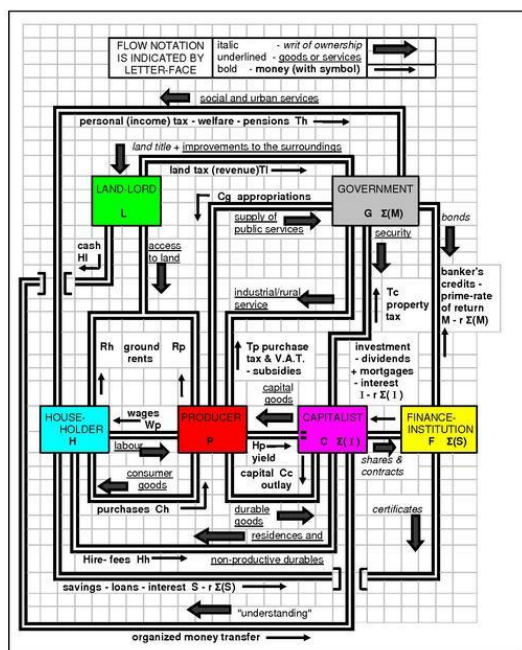 FLOW NOTATION
IS INDICATED BY
LETTER-FACE
italic - writ of ownership
underlined - goods or services
bold - money (with symbol)
social and urban services
personal (income) tax - welfare - pensions Th
land title + improvements to the surroundings
land tax (revenue)Tl
LAND-LORD
L
GOVERNMENT
G Σ(M)
Cg appropriations
supply of
public services
security
bonds
cash
Hl
access
to land
banker's
credits -
prime-rate
of return
M - r Σ(M)
industrial/rural
service
Tc
property
tax
Rh ground
rents
Rp
Tp purchase
tax & V.A.T.
- subsidies
investment
- dividends
+ mortgages
- interest
I - r Σ(I)
capital
goods
HOUSE-
HOLDER
H
wages
Wp
PRODUCER
P
CAPITALIST
C Σ(I)
FINANCE-
INSTITUTION
F Σ(S)
labour
Hp
yield
shares &
contracts
consumer
goods
capital Cc
outlay
purchases Ch
durable
goods
certificates
residences and
Hire- fees Hh
non-productive durables
savings - loans - interest S - r Σ(S)
"understanding"
organized money transfer